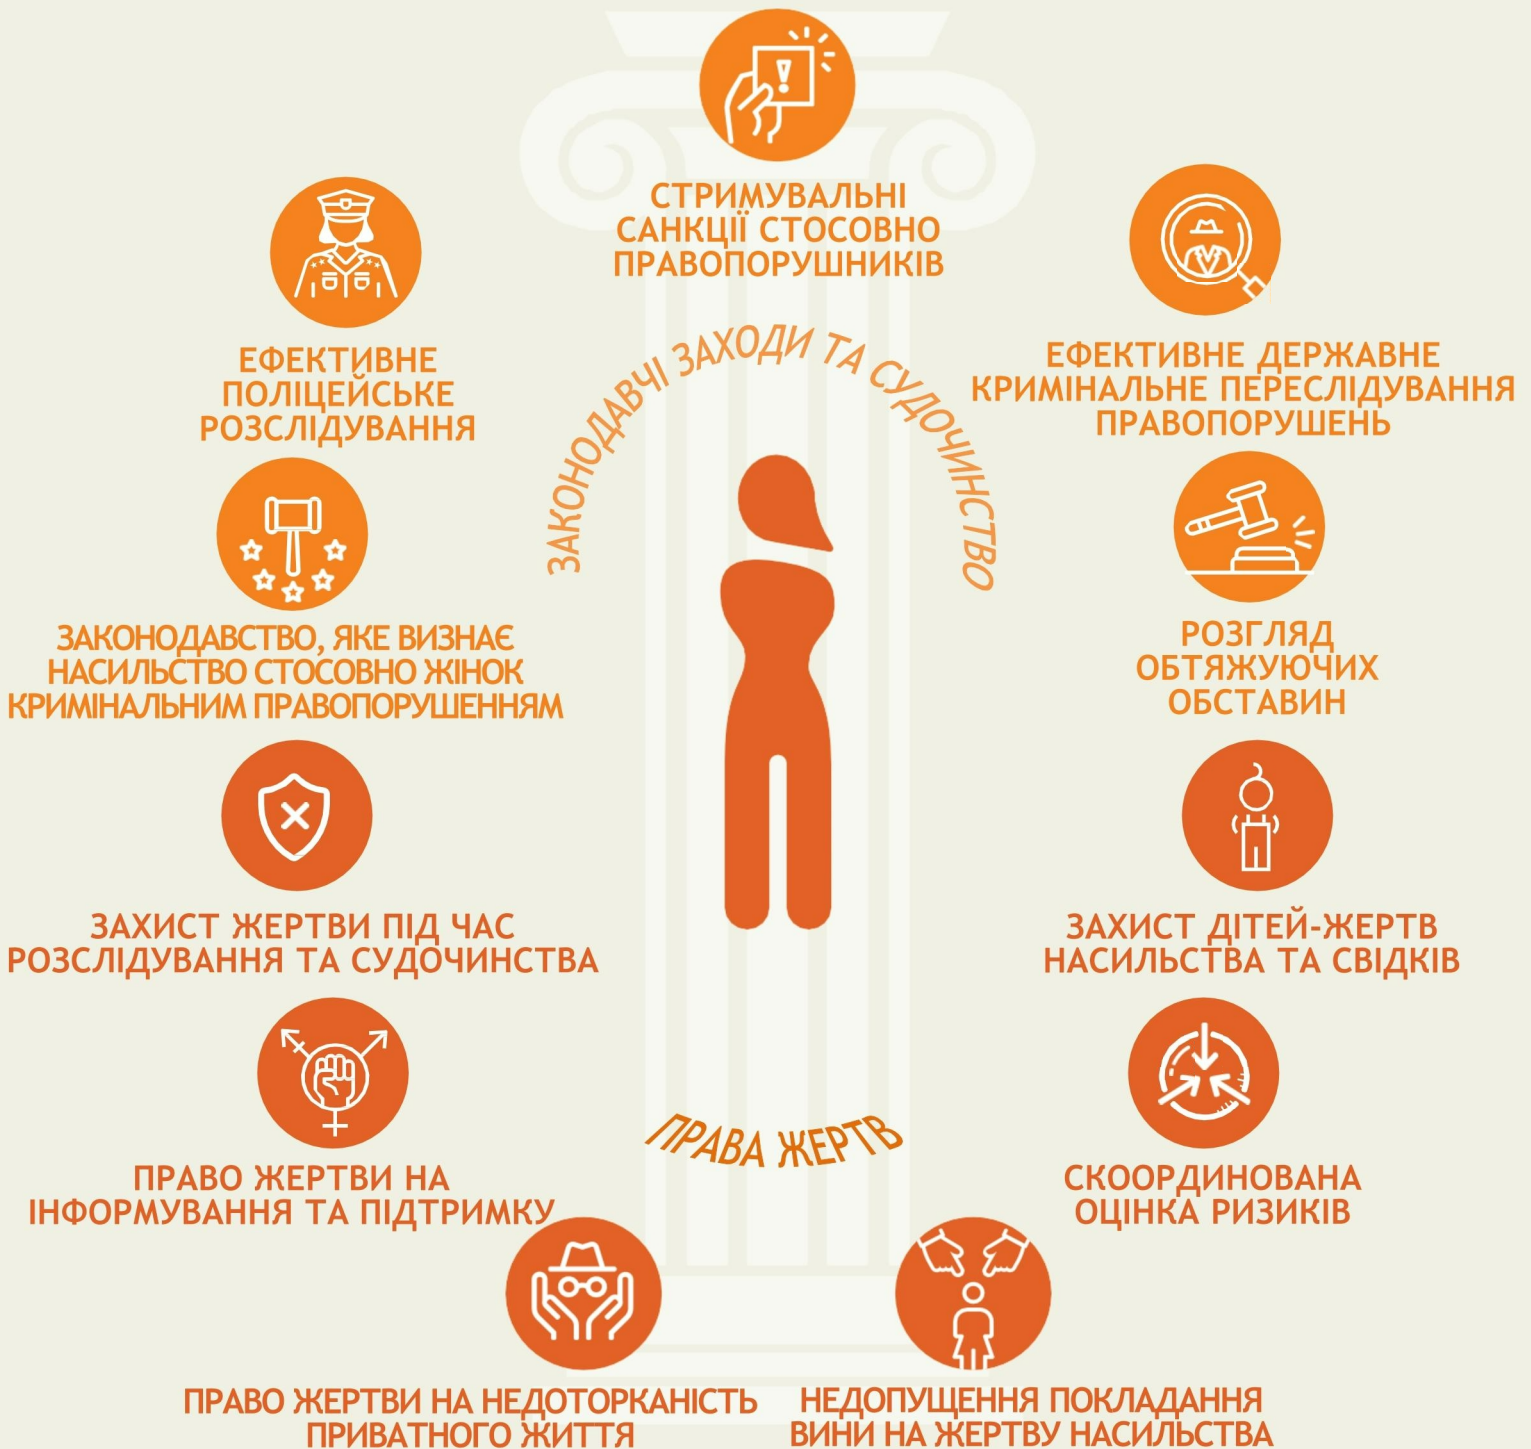 СТРИМУВАЛЬНІ
САНКЦІЇ СТОСОВНО
ПРАВОПОРУШНИКІВ
ЕФЕКТИВНЕ
ПОЛІЦЕЙСЬКЕ
РОЗСЛІДУВАННЯ
ЕФЕКТИВНЕ ДЕРЖАВНЕ
КРИМІНАЛЬНЕ ПЕРЕСЛІДУВАННЯ
ПРАВОПОРУШЕНЬ
ЗАКОНОДАВЧІ ЗАХОДИ ТА СУДОЧИНСТВО
ЗАКОНОДАВСТВО, ЯКЕ ВИЗНАЄ
НАСИЛЬСТВО СТОСОВНО ЖІНОК
КРИМІНАЛЬНИМ ПРАВОПОРУШЕННЯМ
РОЗГЛЯД
ОБТЯЖУЮЧИХ
ОБСТАВИН
ЗАХИСТ ЖЕРТВИ ПІД ЧАС
РОЗСЛІДУВАННЯ ТА СУДОЧИНСТВА
ЗАХИСТ ДІТЕЙ-ЖЕРТВ
НАСИЛЬСТВА ТА СВІДКІВ
ПРАВА ЖЕРТВ
ПРАВО ЖЕРТВИ НА
ІНФОРМУВАННЯ ТА ПІДТРИМКУ
СКООРДИНОВАНА
ОЦІНКА РИЗИКІВ
ПРАВО ЖЕРТВИ НА НЕДОТОРКАНІСТЬ
ПРИВАТНОГО ЖИТТЯ
НЕДОПУЩЕННЯ ПОКЛАДАННЯ
ВИНИ НА ЖЕРТВУ НАСИЛЬСТВА